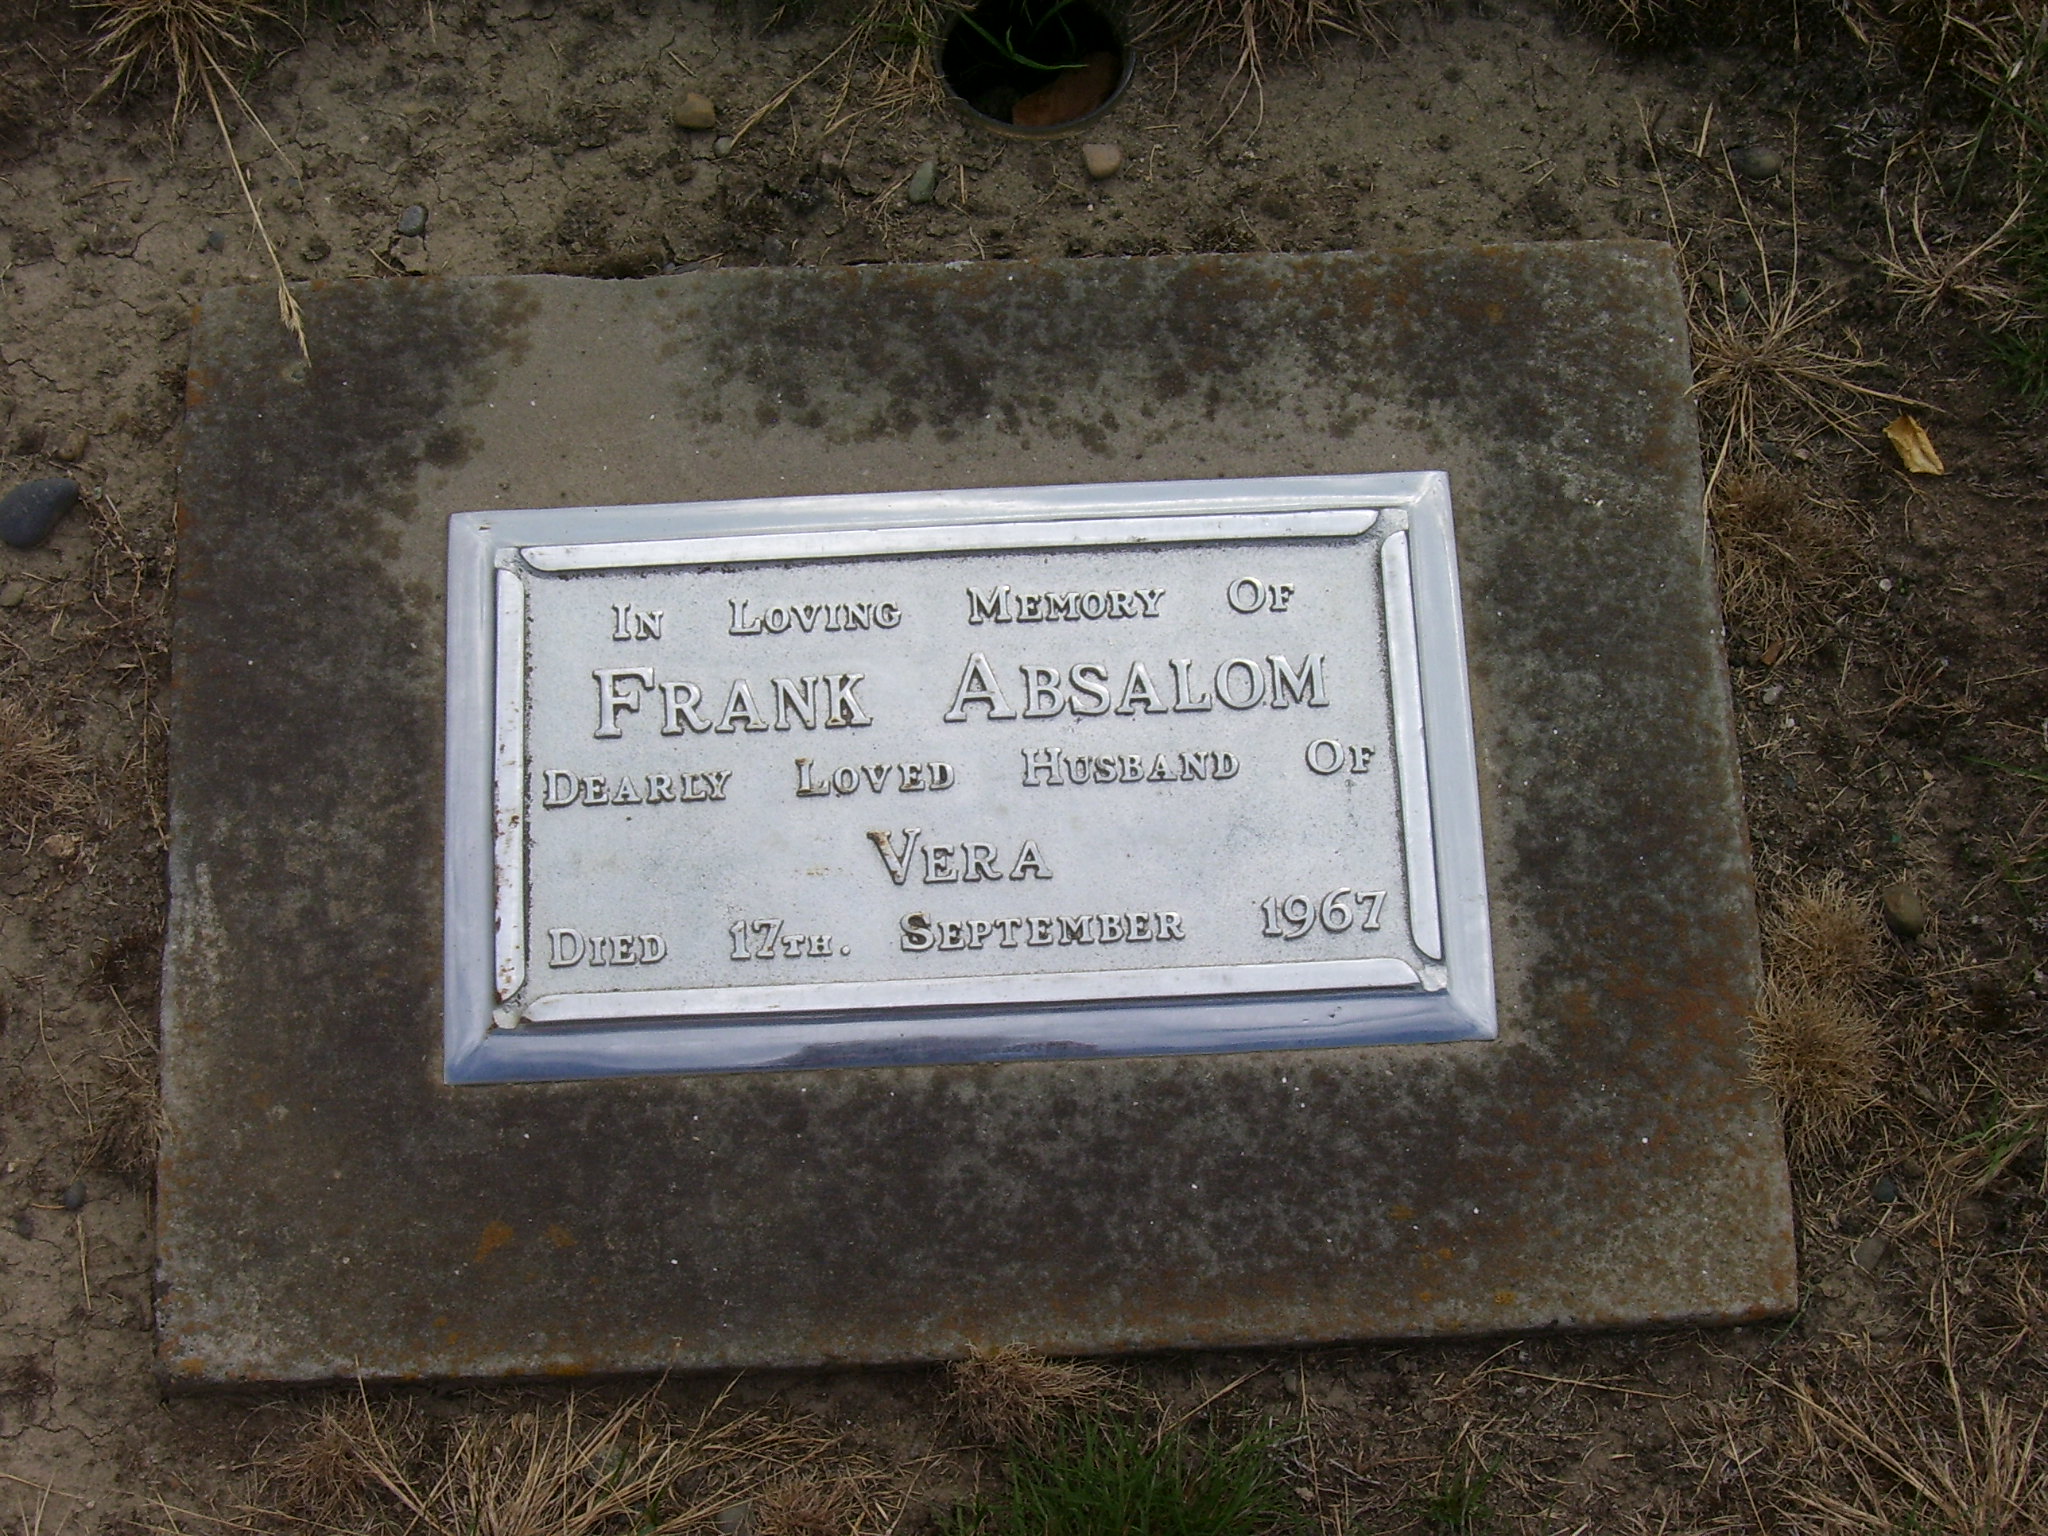 In Loving Memory Of
Frank Absalom
Dearly Loved Husband Of
Vera
Died 17th. September 1967